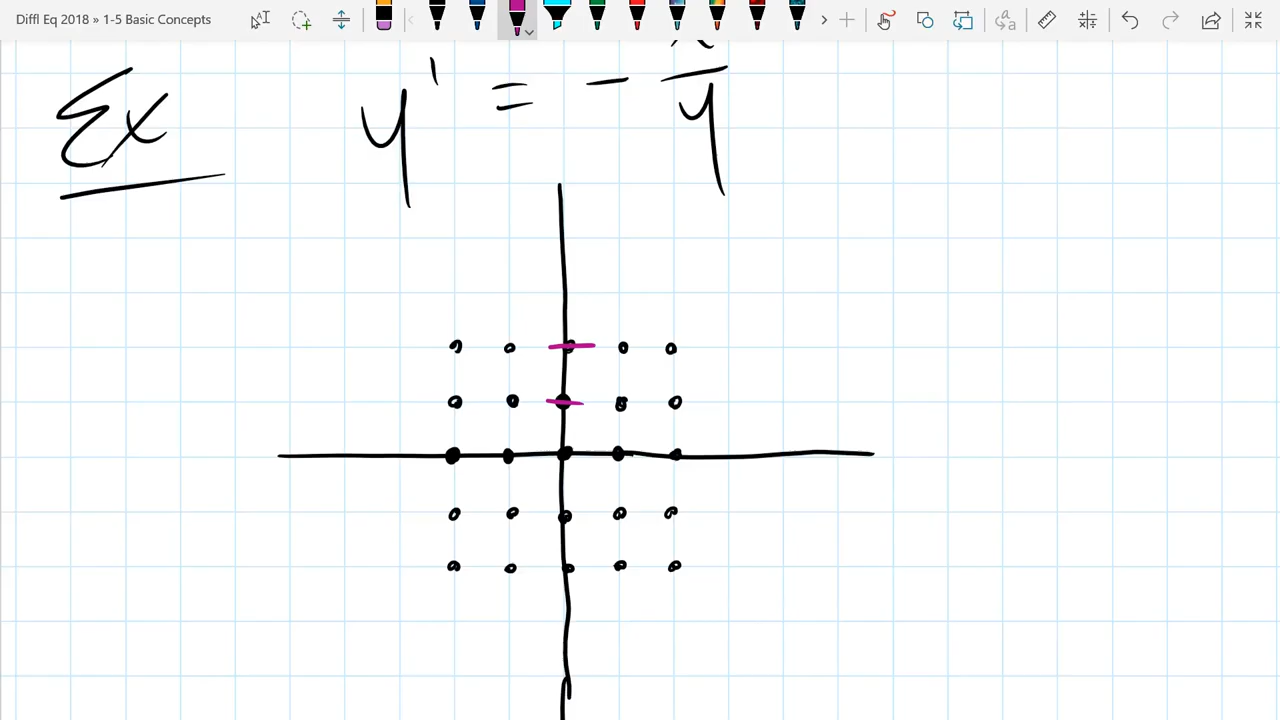 Diffl Eq 2018 » 1-5 Basic Concepts
Ex y' = - x/y